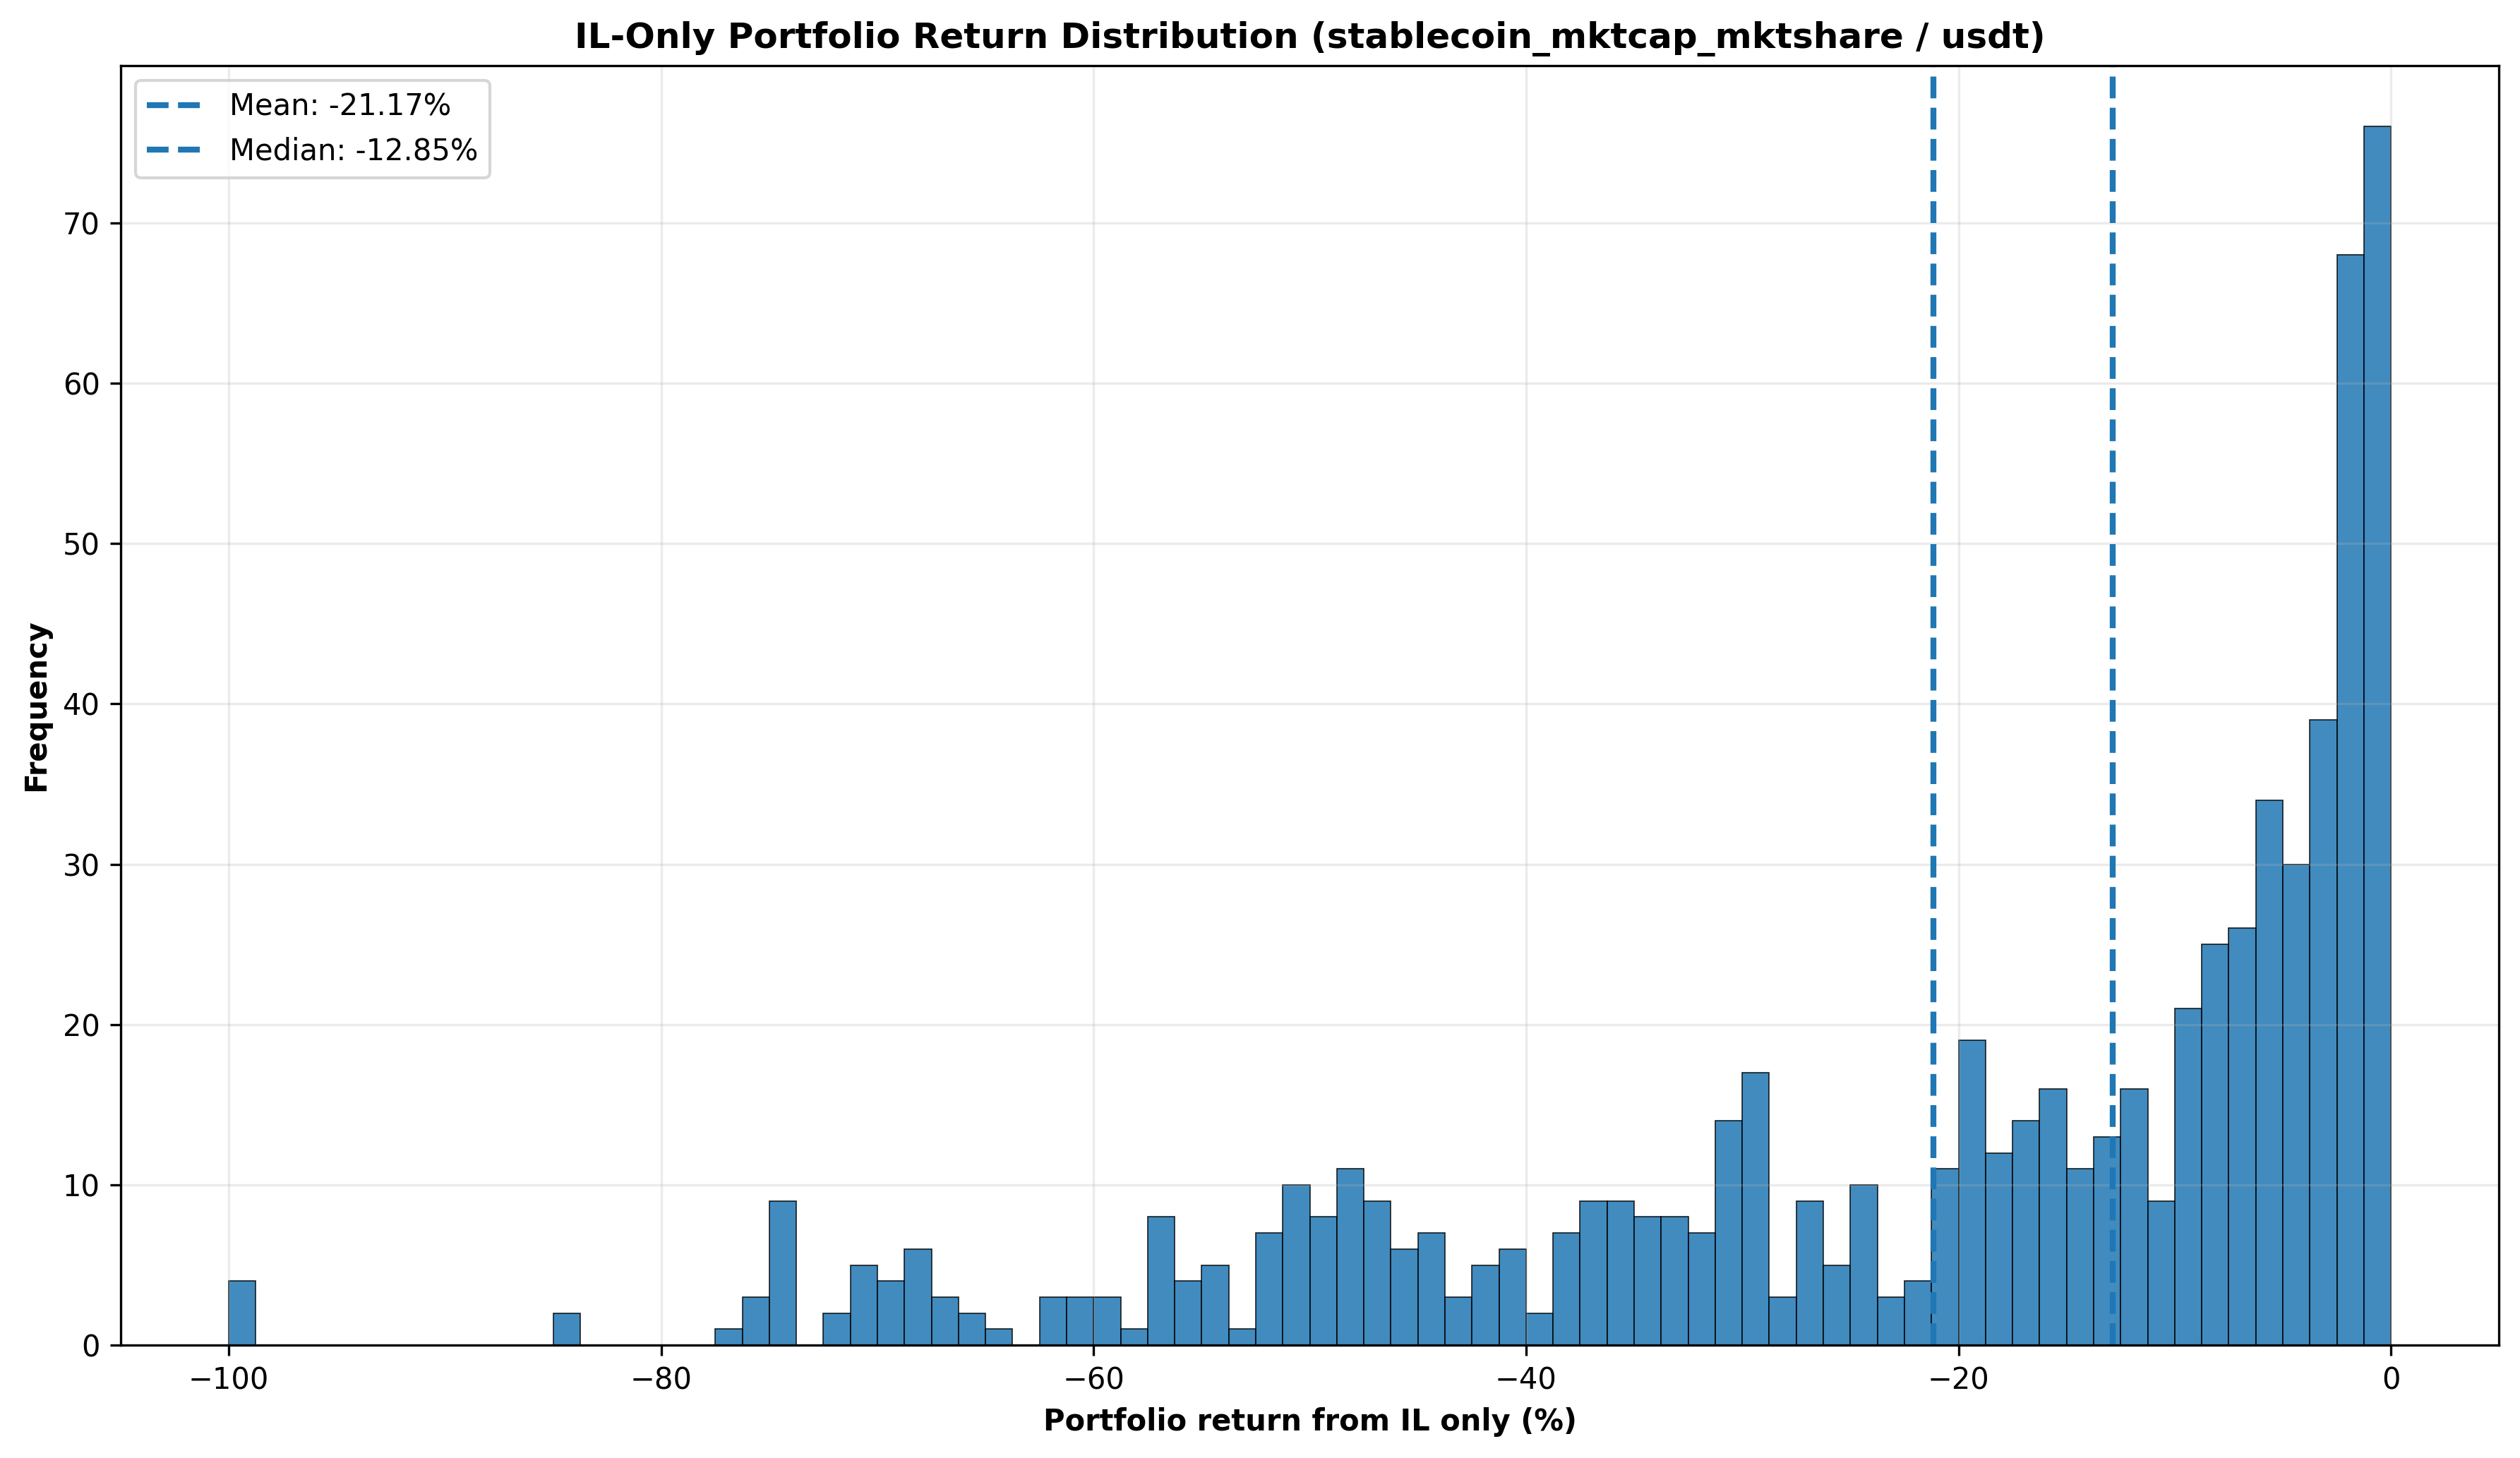 IL-Only Portfolio Return Distribution (stablecoin_mktcap_mktshare / usdt)
Mean: -21.17%
Median: -12.85%
70
60
50
40
30
20
10
0
Frequency
−100
−80
−60
−40
−20
0
Portfolio return from IL only (%)